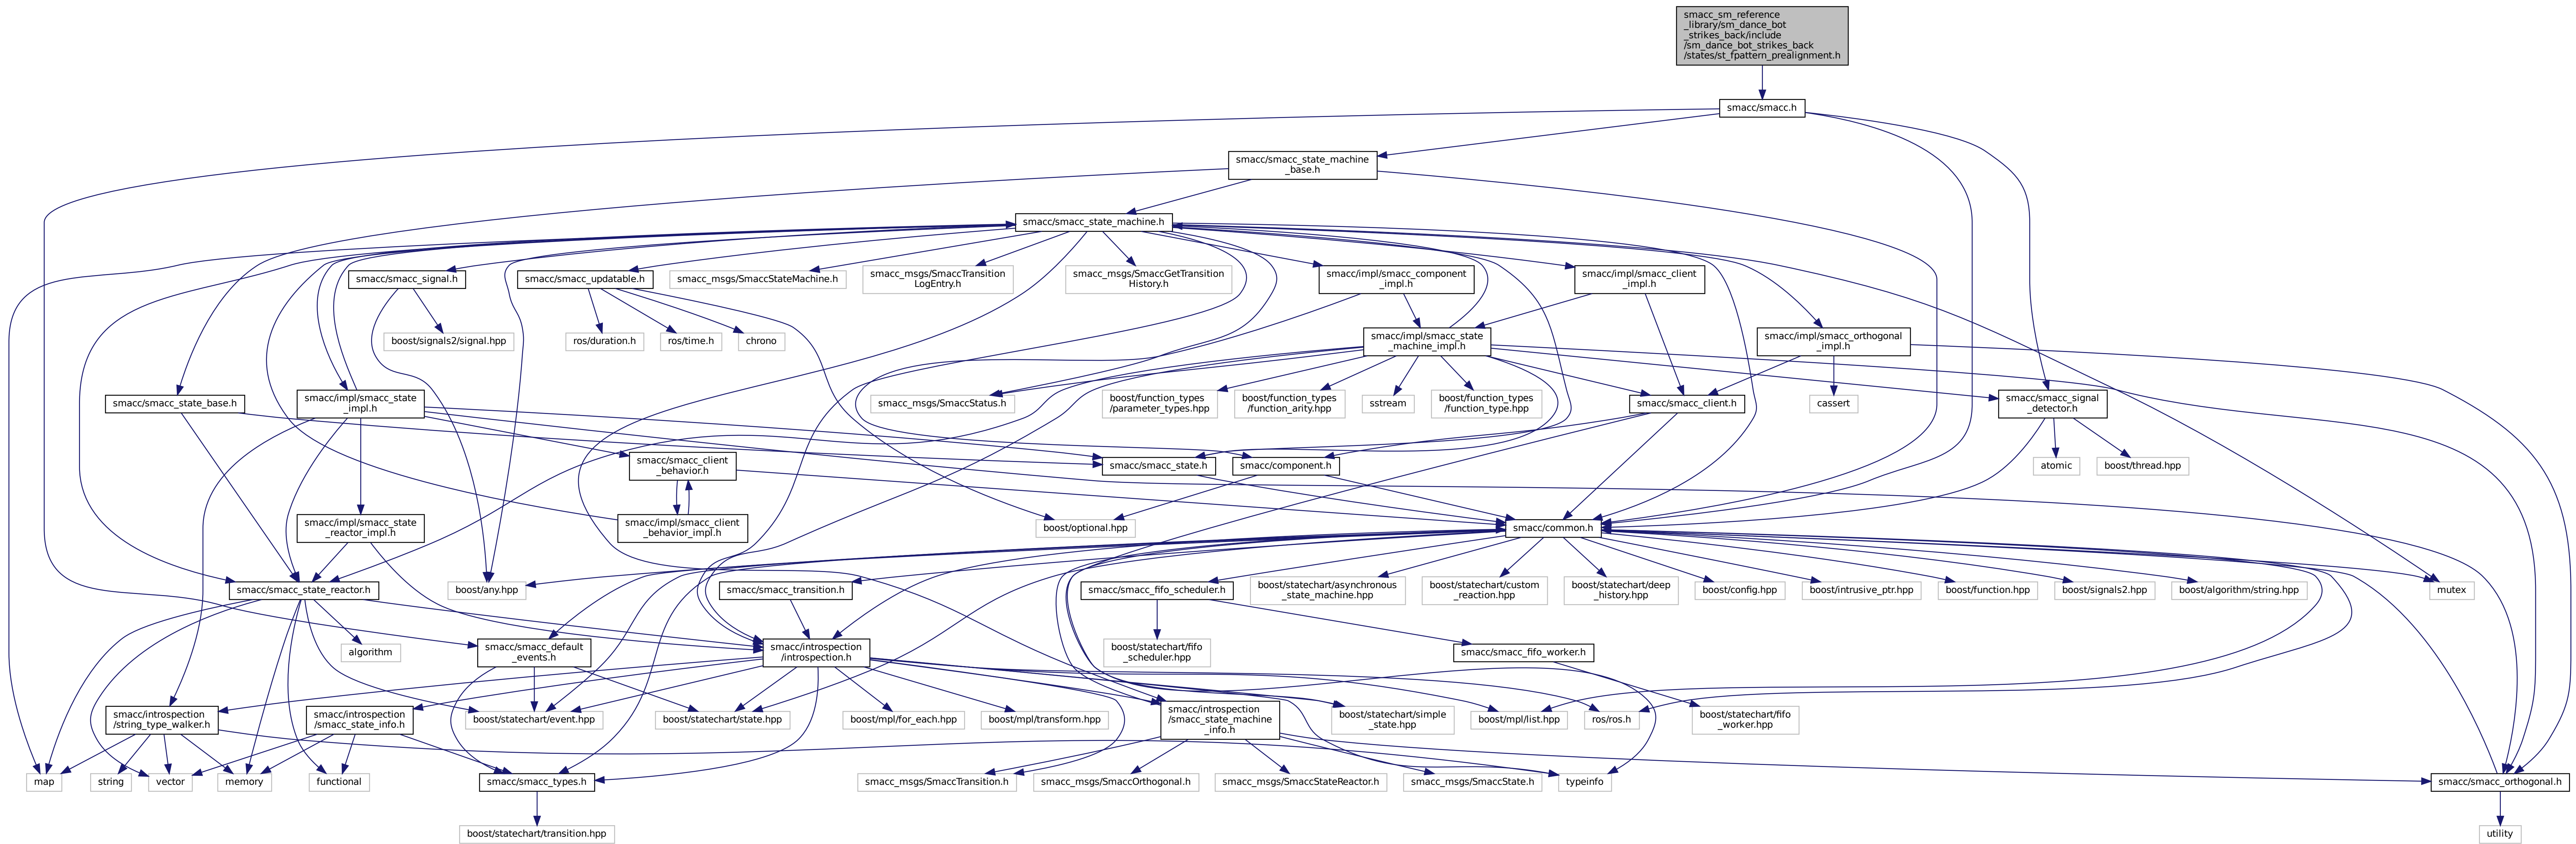 smacc_sm_reference
_library/sm_dance_bot
_strikes_back/include
/sm_dance_bot_strikes_back
/states/st_fpattern_prealignment.h
smacc/smacc.h
smacc/smacc_state_machine
_base.h
smacc/smacc_state_machine.h
smacc/smacc_signal.h
smacc/smacc_updatable.h
smacc_msgs/SmaccStateMachine.h
smacc_msgs/SmaccTransition
LogEntry.h
smacc_msgs/SmaccGetTransition
History.h
smacc/impl/smacc_component
_impl.h
smacc/impl/smacc_client
_impl.h
boost/signals2/signal.hpp
ros/duration.h
ros/time.h
chrono
smacc/impl/smacc_state
_machine_impl.h
smacc/impl/smacc_orthogonal
_impl.h
smacc/smacc_state_base.h
smacc/impl/smacc_state
_impl.h
smacc_msgs/SmaccStatus.h
boost/function_types
/parameter_types.hpp
boost/function_types
/function_arity.hpp
sstream
boost/function_types
/function_type.hpp
smacc/smacc_client.h
cassert
smacc/smacc_signal
_detector.h
smacc/smacc_client
_behavior.h
smacc/smacc_state.h
smacc/component.h
atomic
boost/thread.hpp
smacc/impl/smacc_state
_reactor_impl.h
smacc/impl/smacc_client
_behavior_impl.h
boost/optional.hpp
smacc/common.h
smacc/smacc_state_reactor.h
boost/any.hpp
smacc/smacc_transition.h
smacc/smacc_fifo_scheduler.h
boost/statechart/asynchronous
_state_machine.hpp
boost/statechart/custom
_reaction.hpp
boost/statechart/deep
_history.hpp
boost/config.hpp
boost/intrusive_ptr.hpp
boost/function.hpp
boost/signals2.hpp
boost/algorithm/string.hpp
mutex
algorithm
smacc/smacc_default
_events.h
smacc/introspection
/introspection.h
boost/statechart/fifo
_scheduler.hpp
smacc/smacc_fifo_worker.h
smacc/introspection
/string_type_walker.h
smacc/introspection
/smacc_state_info.h
boost/statechart/event.hpp
boost/statechart/state.hpp
boost/mpl/for_each.hpp
boost/mpl/transform.hpp
smacc/introspection
/smacc_state_machine
_info.h
boost/statechart/simple
_state.hpp
boost/mpl/list.hpp
ros/ros.h
boost/statechart/fifo
_worker.hpp
map
string
vector
memory
functional
smacc/smacc_types.h
smacc_msgs/SmaccTransition.h
smacc_msgs/SmaccOrthogonal.h
smacc_msgs/SmaccStateReactor.h
smacc_msgs/SmaccState.h
typeinfo
smacc/smacc_orthogonal.h
boost/statechart/transition.hpp
utility